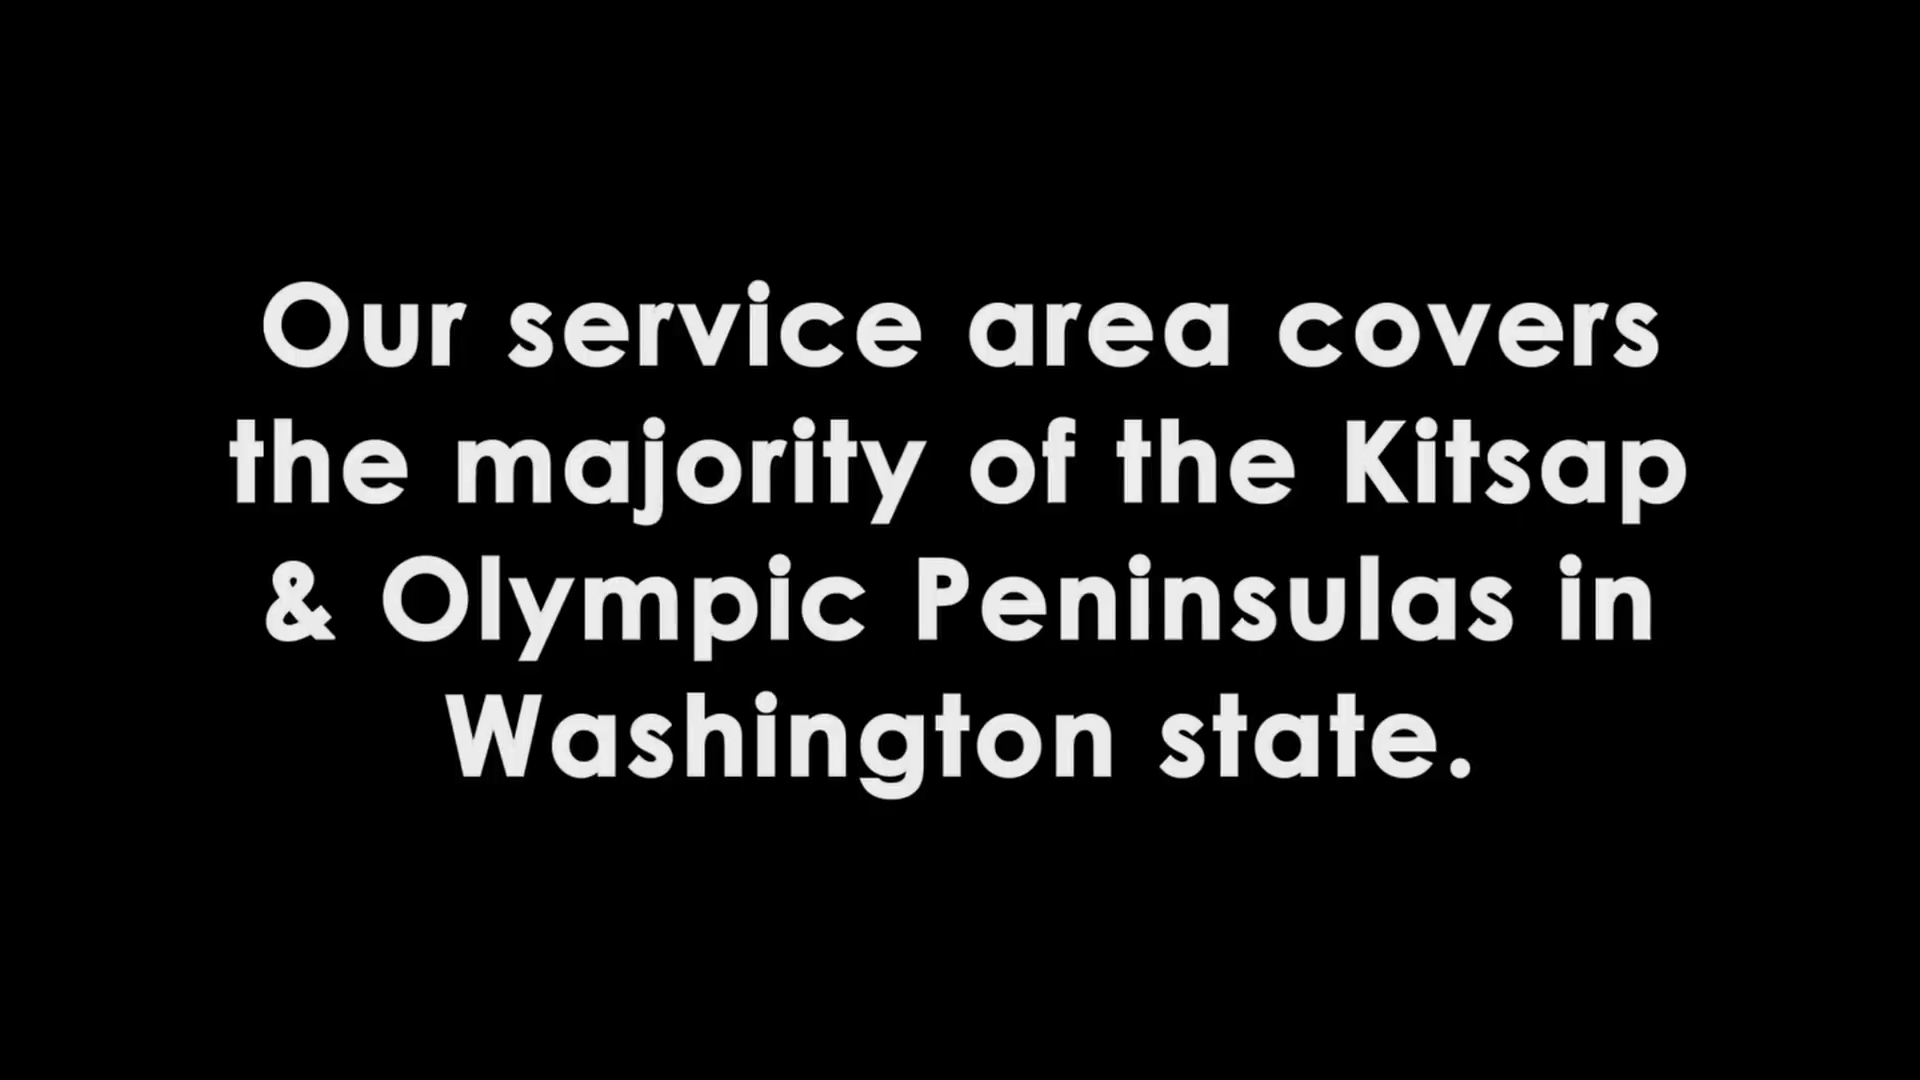 Our service area covers
the majority of the Kitsap
& Olympic Peninsulas in
Washington state.